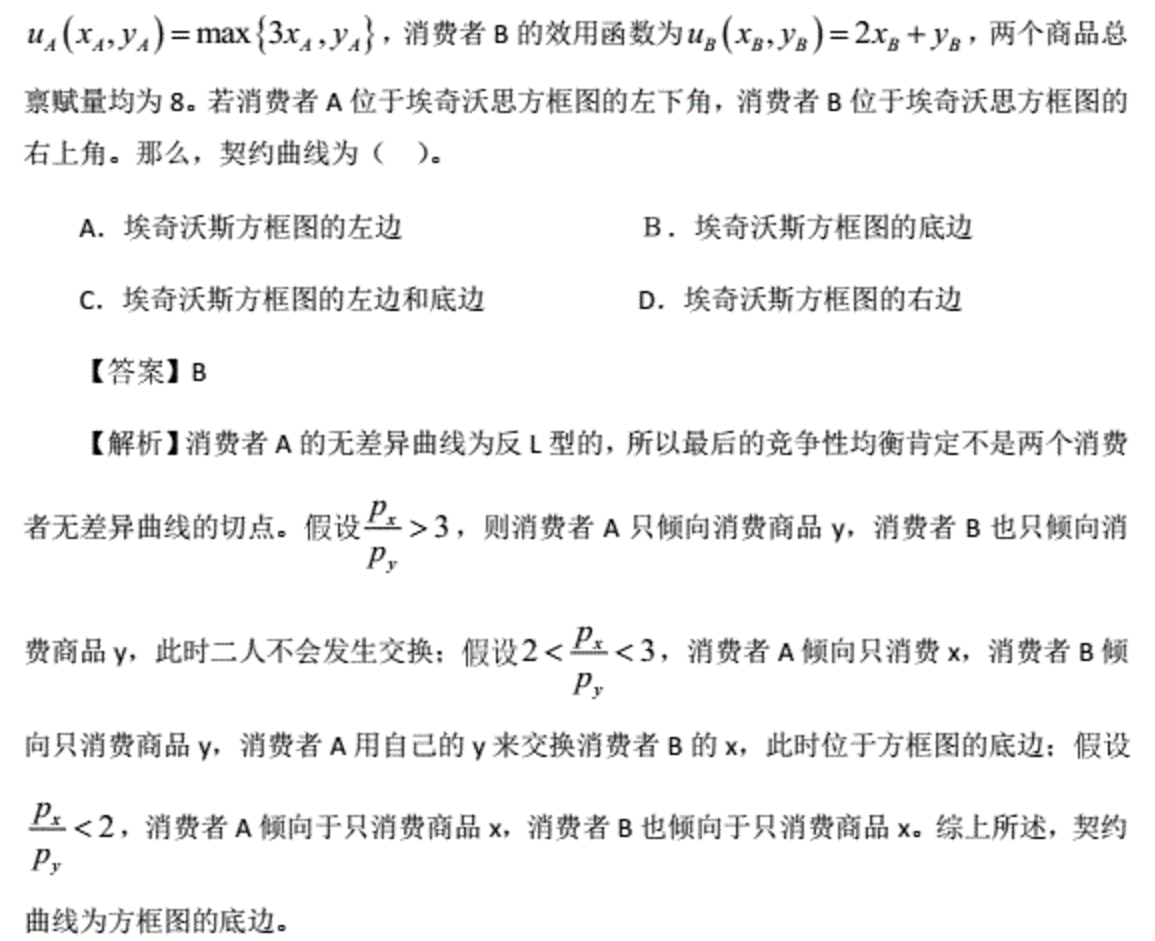 u_A(x_A,y_A)=max{3x_A,y_A}，消费者 B 的效用函数为u_B(x_B,y_B)=2x_B+y_B，两个商品总
禀赋量均为 8。若消费者 A 位于埃奇沃思方框图的左下角，消费者 B 位于埃奇沃思方框图的
右上角。那么，契约曲线为（　）。
A．埃奇沃斯方框图的左边 B．埃奇沃斯方框图的底边
C．埃奇沃斯方框图的左边和底边 D．埃奇沃斯方框图的右边
【答案】B
【解析】消费者 A 的无差异曲线为反 L 型的，所以最后的竞争性均衡肯定不是两个消费
者无差异曲线的切点。假设p_x/p_y>3，则消费者 A 只倾向消费商品 y，消费者 B 也只倾向消
费商品 y，此时二人不会发生交换；假设2<p_x/p_y<3，消费者 A 倾向只消费 x，消费者 B 倾
向只消费商品 y，消费者 A 用自己的 y 来交换消费者 B 的 x，此时位于方框图的底边；假设
p_x/p_y<2，消费者 A 倾向于只消费商品 x，消费者 B 也倾向于只消费商品 x。综上所述，契约
曲线为方框图的底边。